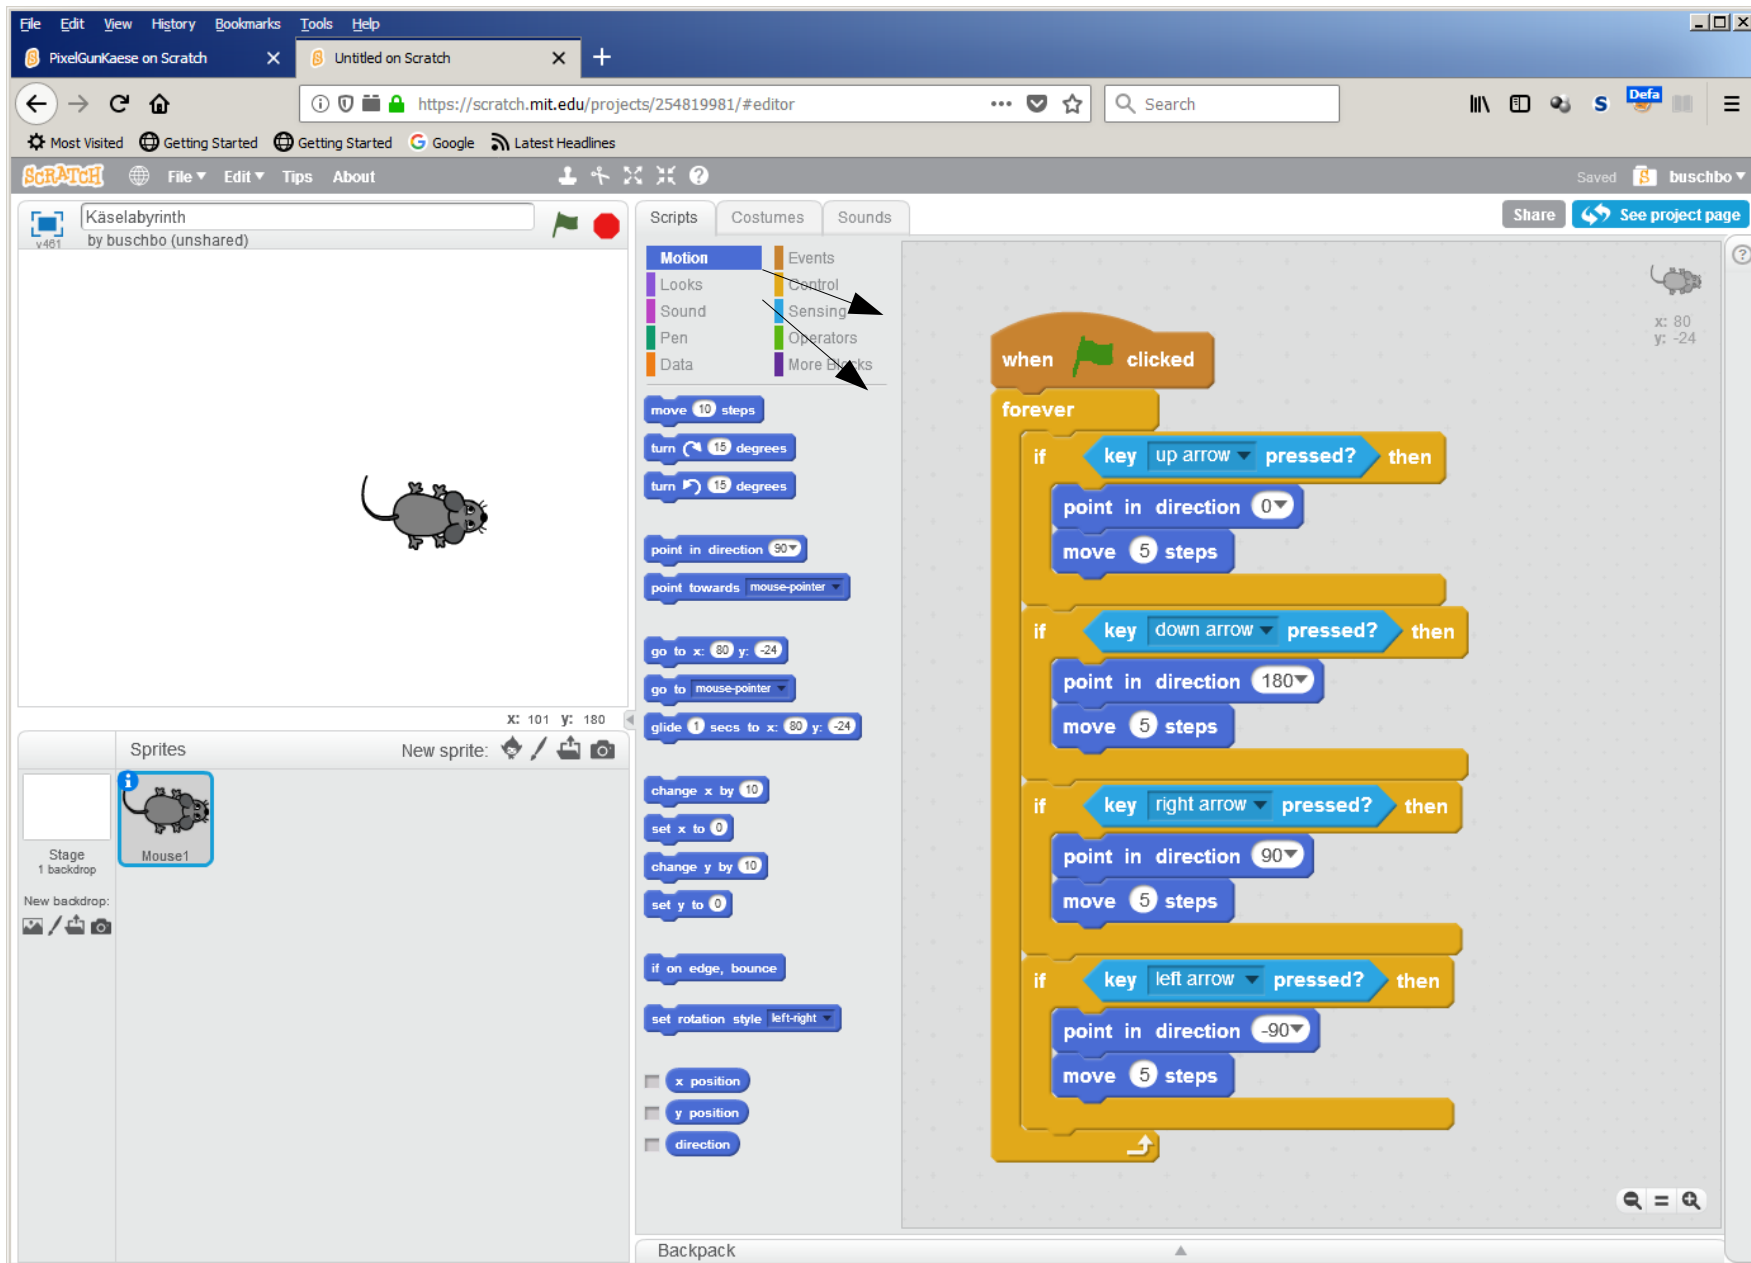 File Edit View History Bookmarks Tools Help
PixelGunKaese on Scratch
Untitled on Scratch
https://scratch.mit.edu/projects/254819981/#editor
Search
S
Defa
Most Visited Getting Started Getting Started Google Latest Headlines
SCRATCH File Edit Tips About
Saved buschbo
v461
Käselabyrinth
by buschbo (unshared)
Scripts Costumes Sounds
Share See project page
Motion
Looks
Sound
Pen
Data
Events
Control
Sensing
Operators
More Blocks
move 10 steps
turn 15 degrees
turn 15 degrees
point in direction 90
point towards mouse-pointer
go to x: 80 y: -24
go to mouse-pointer
glide 1 secs to x: 80 y: -24
change x by 10
set x to 0
change y by 10
set y to 0
if on edge, bounce
set rotation style left-right
x position
y position
direction
when clicked
forever
if key up arrow pressed? then
point in direction 0
move 5 steps
if key down arrow pressed? then
point in direction 180
move 5 steps
if key right arrow pressed? then
point in direction 90
move 5 steps
if key left arrow pressed? then
point in direction -90
move 5 steps
x: 80
y: -24
X: 101 y: 180
Sprites New sprite:
Stage
1 backdrop
New backdrop:
Mouse1
Backpack